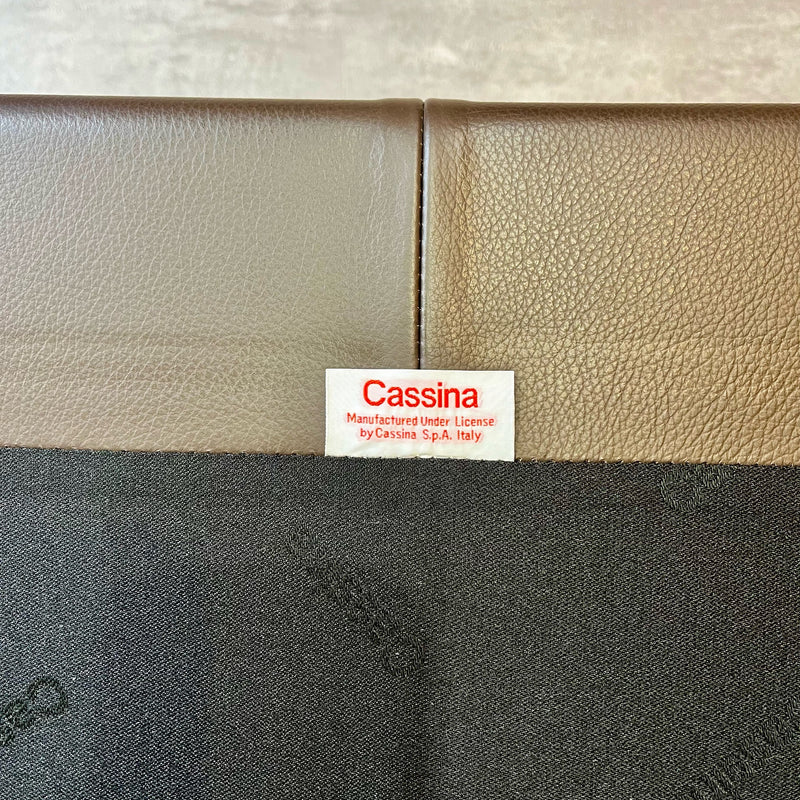 Cassina
Manufactured Under License
by Cassina S.p.A. Italy